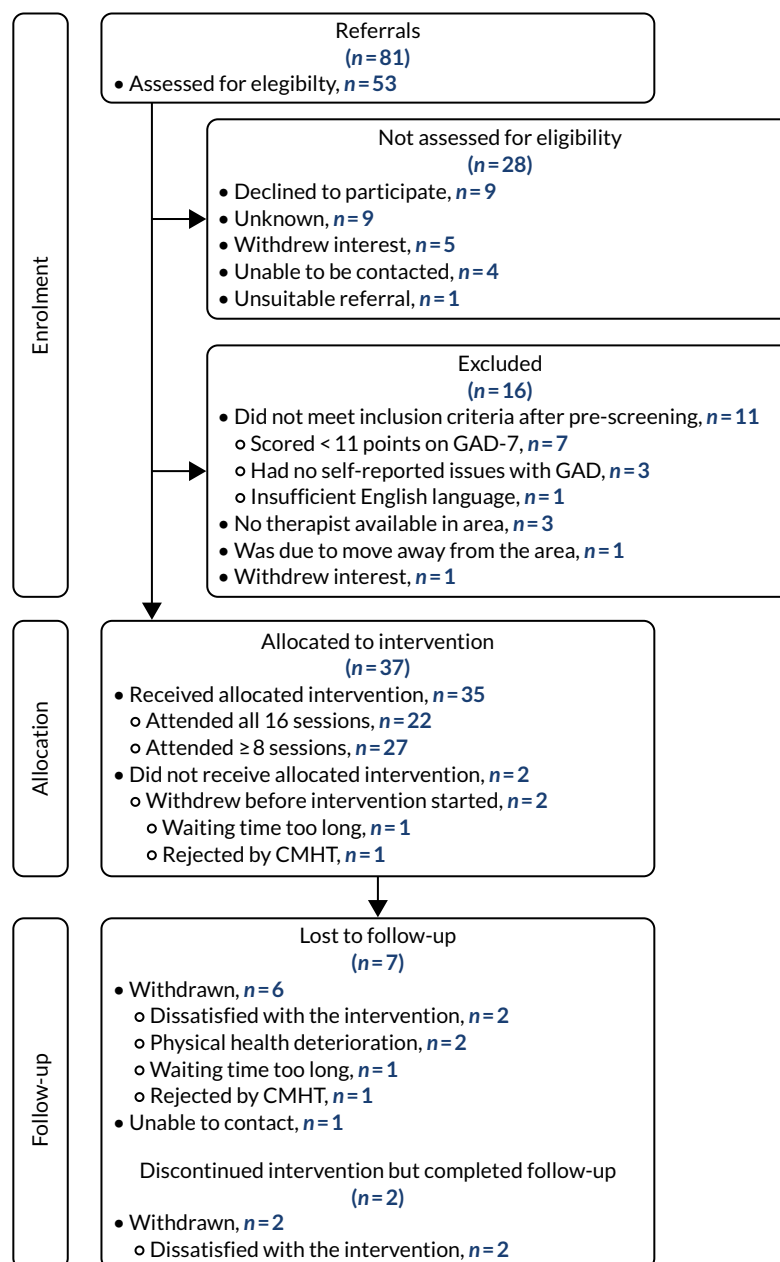 Enrolment
Referrals
(n=81)
• Assessed for elegibilty, n=53
Not assessed for eligibility
(n=28)
• Declined to participate, n=9
• Unknown, n=9
• Withdrew interest, n=5
• Unable to be contacted, n=4
• Unsuitable referral, n=1
Excluded
(n=16)
• Did not meet inclusion criteria after pre-screening, n=11
○ Scored < 11 points on GAD-7, n=7
○ Had no self-reported issues with GAD, n=3
○ Insufficient English language, n=1
• No therapist available in area, n=3
• Was due to move away from the area, n=1
• Withdrew interest, n=1
Allocation
Allocated to intervention
(n=37)
• Received allocated intervention, n=35
○ Attended all 16 sessions, n=22
○ Attended ≥ 8 sessions, n=27
• Did not receive allocated intervention, n=2
○ Withdrew before intervention started, n=2
○ Waiting time too long, n=1
○ Rejected by CMHT, n=1
Follow-up
Lost to follow-up
(n=7)
• Withdrawn, n=6
○ Dissatisfied with the intervention, n=2
○ Physical health deterioration, n=2
○ Waiting time too long, n=1
○ Rejected by CMHT, n=1
• Unable to contact, n=1
Discontinued intervention but completed follow-up
(n=2)
• Withdrawn, n=2
○ Dissatisfied with the intervention, n=2